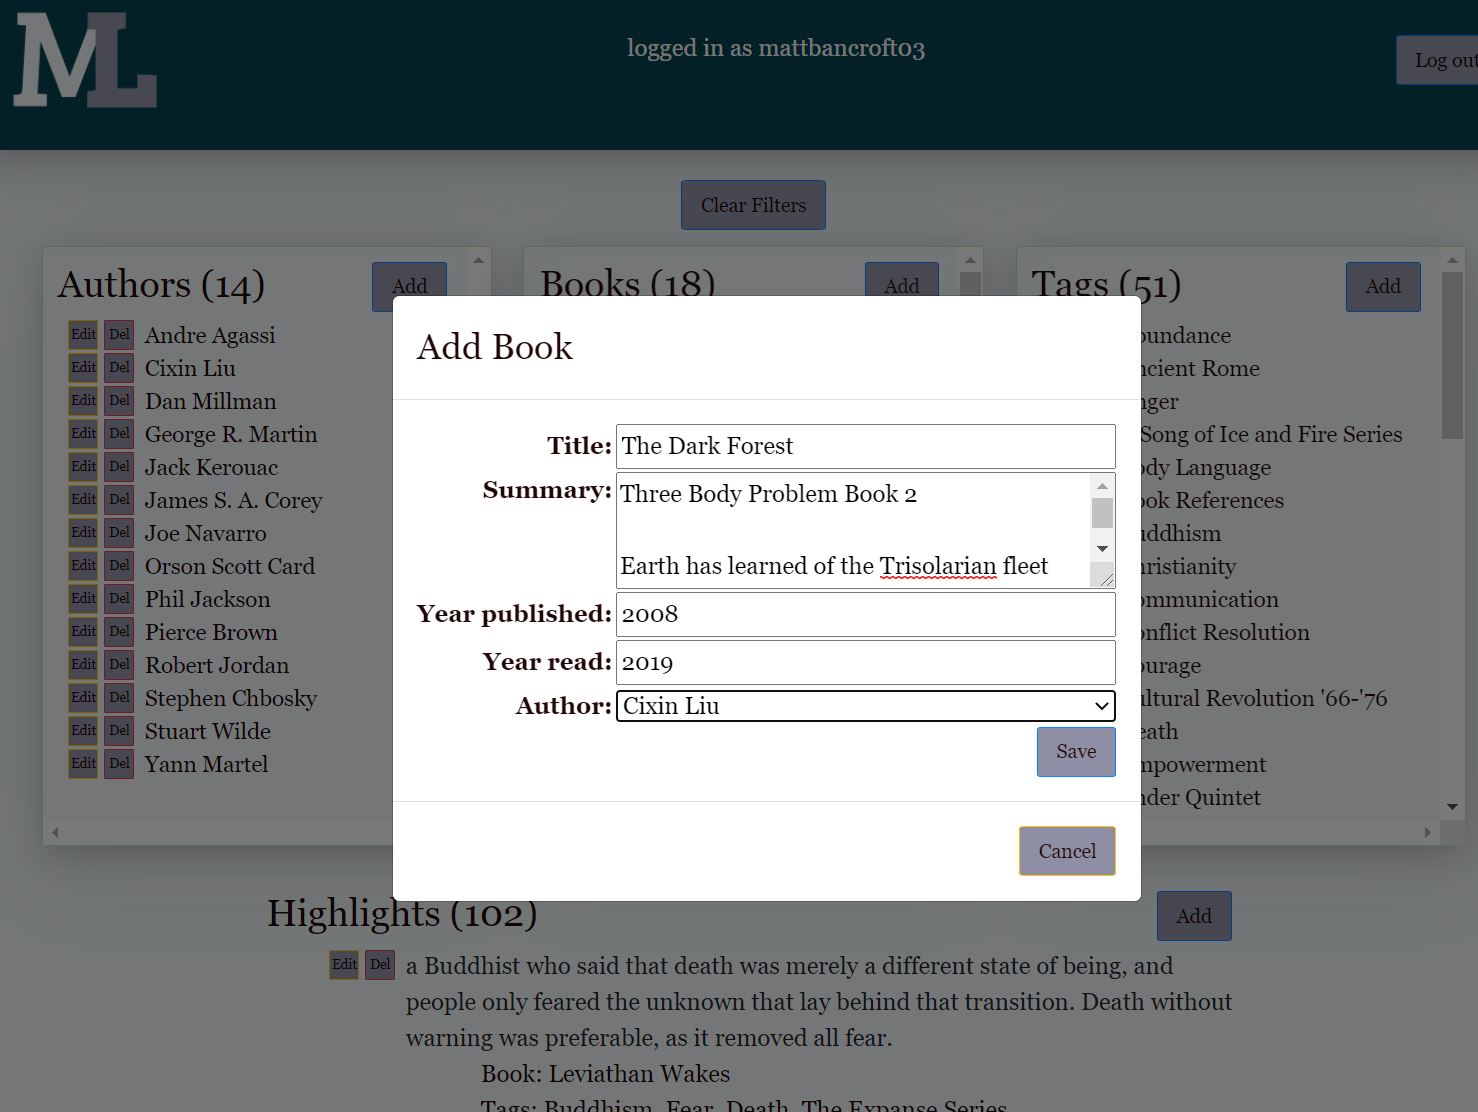 ML
logged in as mattbancroft03
Log out
Clear Filters
Authors (14)
Add
Edit Del Andre Agassi
Edit Del Cixin Liu
Edit Del Dan Millman
Edit Del George R. Martin
Edit Del Jack Kerouac
Edit Del James S. A. Corey
Edit Del Joe Navarro
Edit Del Orson Scott Card
Edit Del Phil Jackson
Edit Del Pierce Brown
Edit Del Robert Jordan
Edit Del Stephen Chbosky
Edit Del Stuart Wilde
Edit Del Yann Martel
Books (18)
Add
Tags (51)
Add
bundance
ncient Rome
nger
Song of Ice and Fire Series
ody Language
ook References
uddhism
hristianity
ommunication
onflict Resolution
ourage
ultural Revolution '66-'76
eath
mpowerment
nder Quintet
Add Book
Title: The Dark Forest
Summary: Three Body Problem Book 2
Earth has learned of the Trisolarian fleet
Year published: 2008
Year read: 2019
Author: Cixin Liu
Save
Cancel
Highlights (102)
Add
Edit Del a Buddhist who said that death was merely a different state of being, and
people only feared the unknown that lay behind that transition. Death without
warning was preferable, as it removed all fear.
Book: Leviathan Wakes
Tags: Buddhism, Fear, Death, The Expanse Series